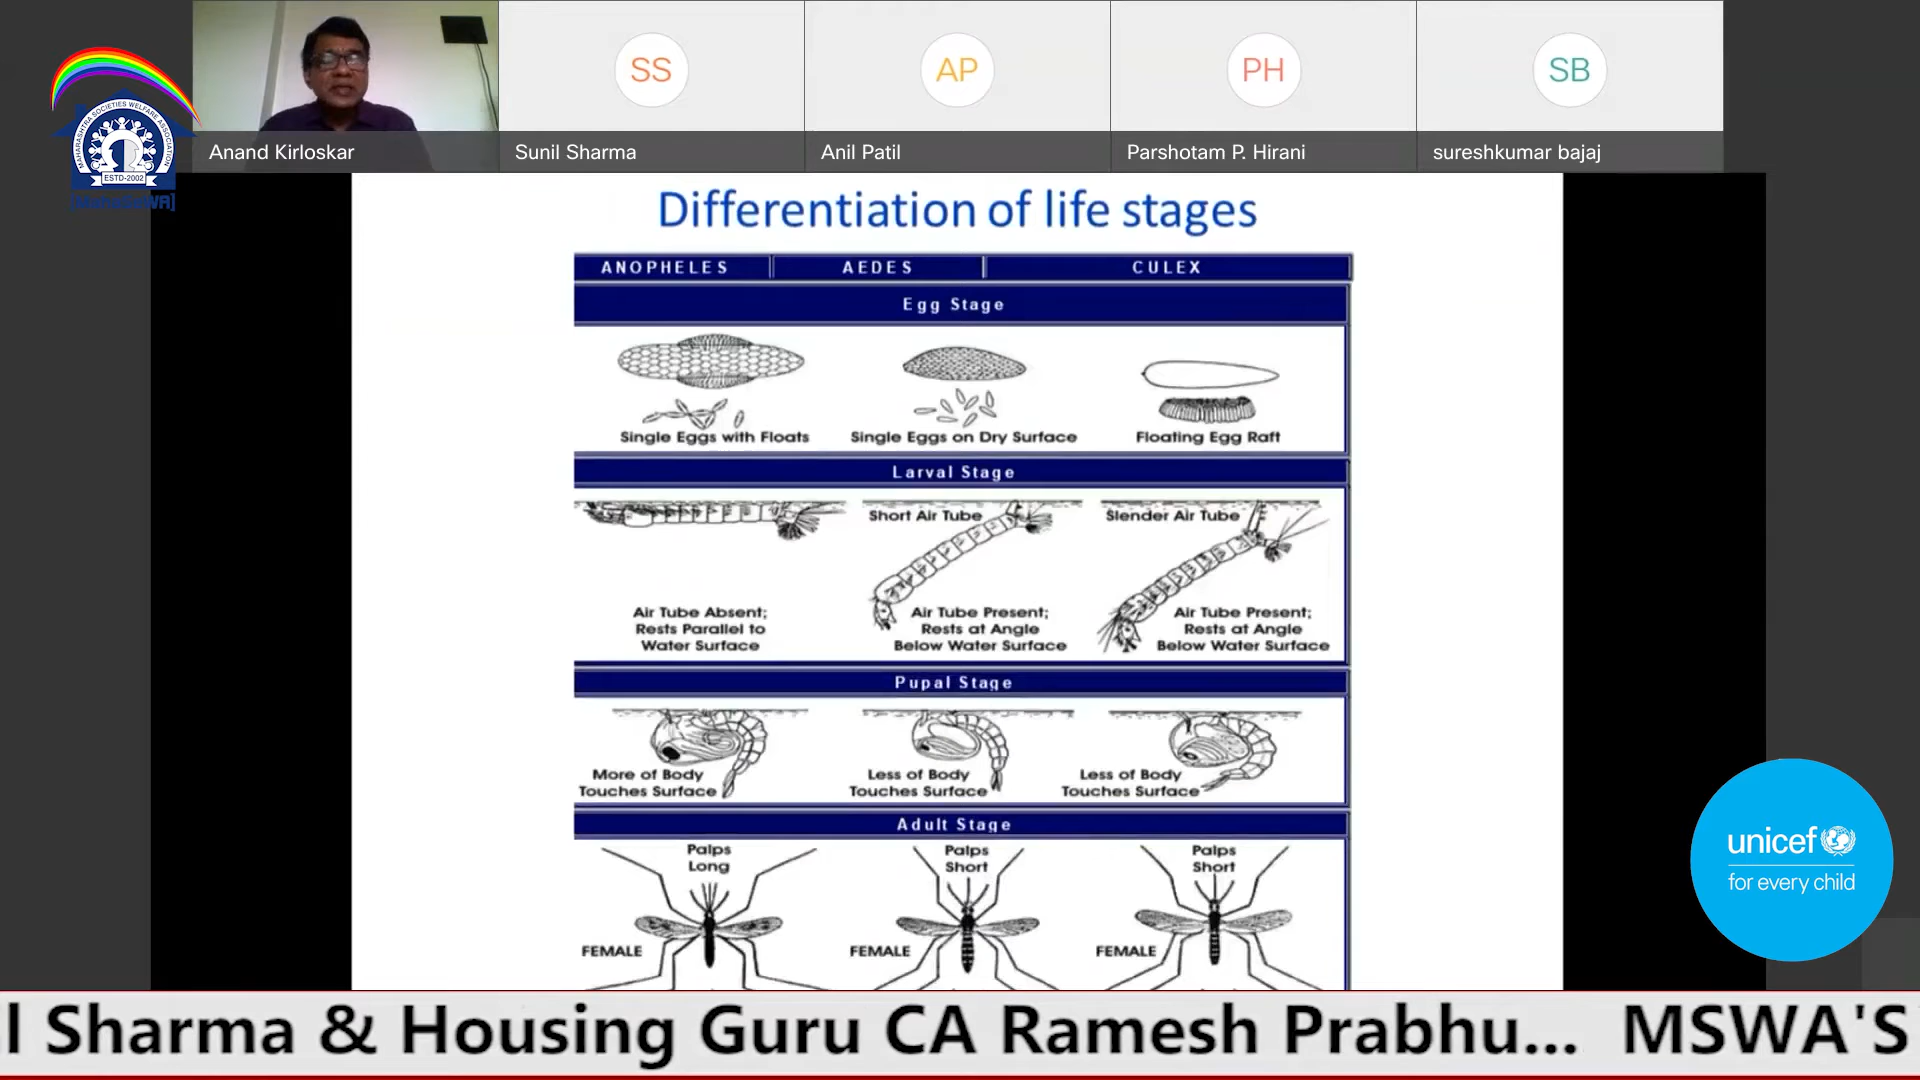 SS
AP
PH
SB
Anand Kirloskar
Sunil Sharma
Anil Patil
Parshotam P. Hirani
sureshkumar bajaj
MAHARASHTRA SOCIETIES WELFARE ASSOCIATION
ESTD-2002
Differentiation of life stages
ANOPHELES
AEDES
CULEX
Egg Stage
Single Eggs with Floats
Single Eggs on Dry Surface
Floating Egg Raft
Larval Stage
Short Air Tube
Slender Air Tube
Air Tube Absent;
Rests Parallel to
Water Surface
Air Tube Present;
Rests at Angle
Below Water Surface
Air Tube Present;
Rests at Angle
Below Water Surface
Pupal Stage
More of Body
Touches Surface
Less of Body
Touches Surface
Less of Body
Touches Surface
Adult Stage
Palps
Long
Palps
Short
Palps
Short
FEMALE
FEMALE
FEMALE
unicef
for every child
l Sharma & Housing Guru CA Ramesh Prabhu... MSWA'S